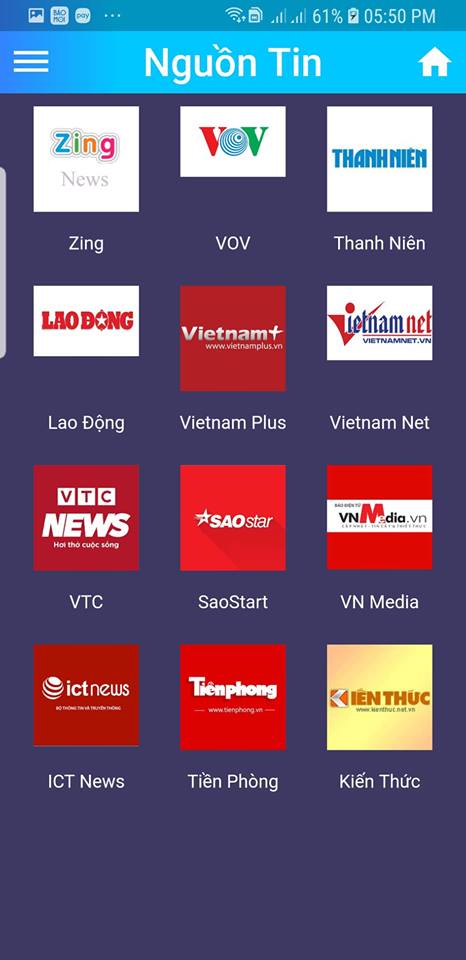 BÁO MỚI pay ... 61% 05:50 PM
Nguồn Tin
Zing
News
VOV
THANH NIÊN
Zing
VOV
Thanh Niên
LAO ĐỘNG
Vietnam+
www.vietnamplus.vn
Vietnam net
VIETNAMNET.VN
Lao Động
Vietnam Plus
Vietnam Net
VTC
NEWS
Hơi thở cuộc sống
SAOstar
BÁO ĐIỆN TỬ
VNMedia.vn
VTC
SaoStart
VN Media
ictnews
BỘ THÔNG TIN VÀ TRUYỀN THÔNG
Tiênphong
www.tienphong.vn
KIẾN THỨC
www.kienthuc.net.vn
ICT News
Tiền Phòng
Kiến Thức